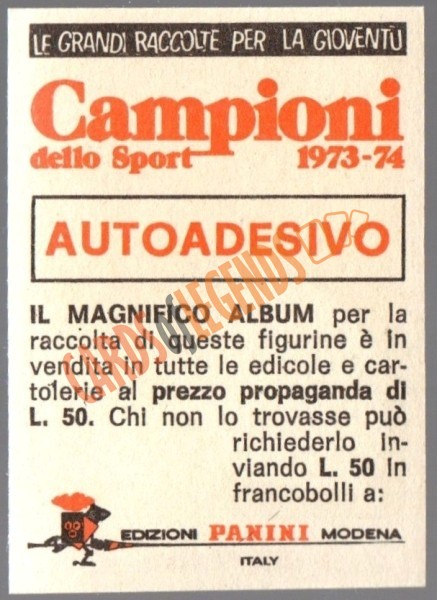 LE GRANDI RACCOLTE PER LA GIOVENTÙ
Campioni
dello Sport 1973-74
AUTOADESIVO
IL MAGNIFICO ALBUM per la
raccolta di queste figurine è in
vendita in tutte le edicole e car-
tolerie al prezzo propaganda di
L. 50. Chi non lo trovasse può
richiederlo in-
viando L. 50 in
francobolli a:
EDIZIONI PANINI MODENA
ITALY
CARDS OF LEGENDS